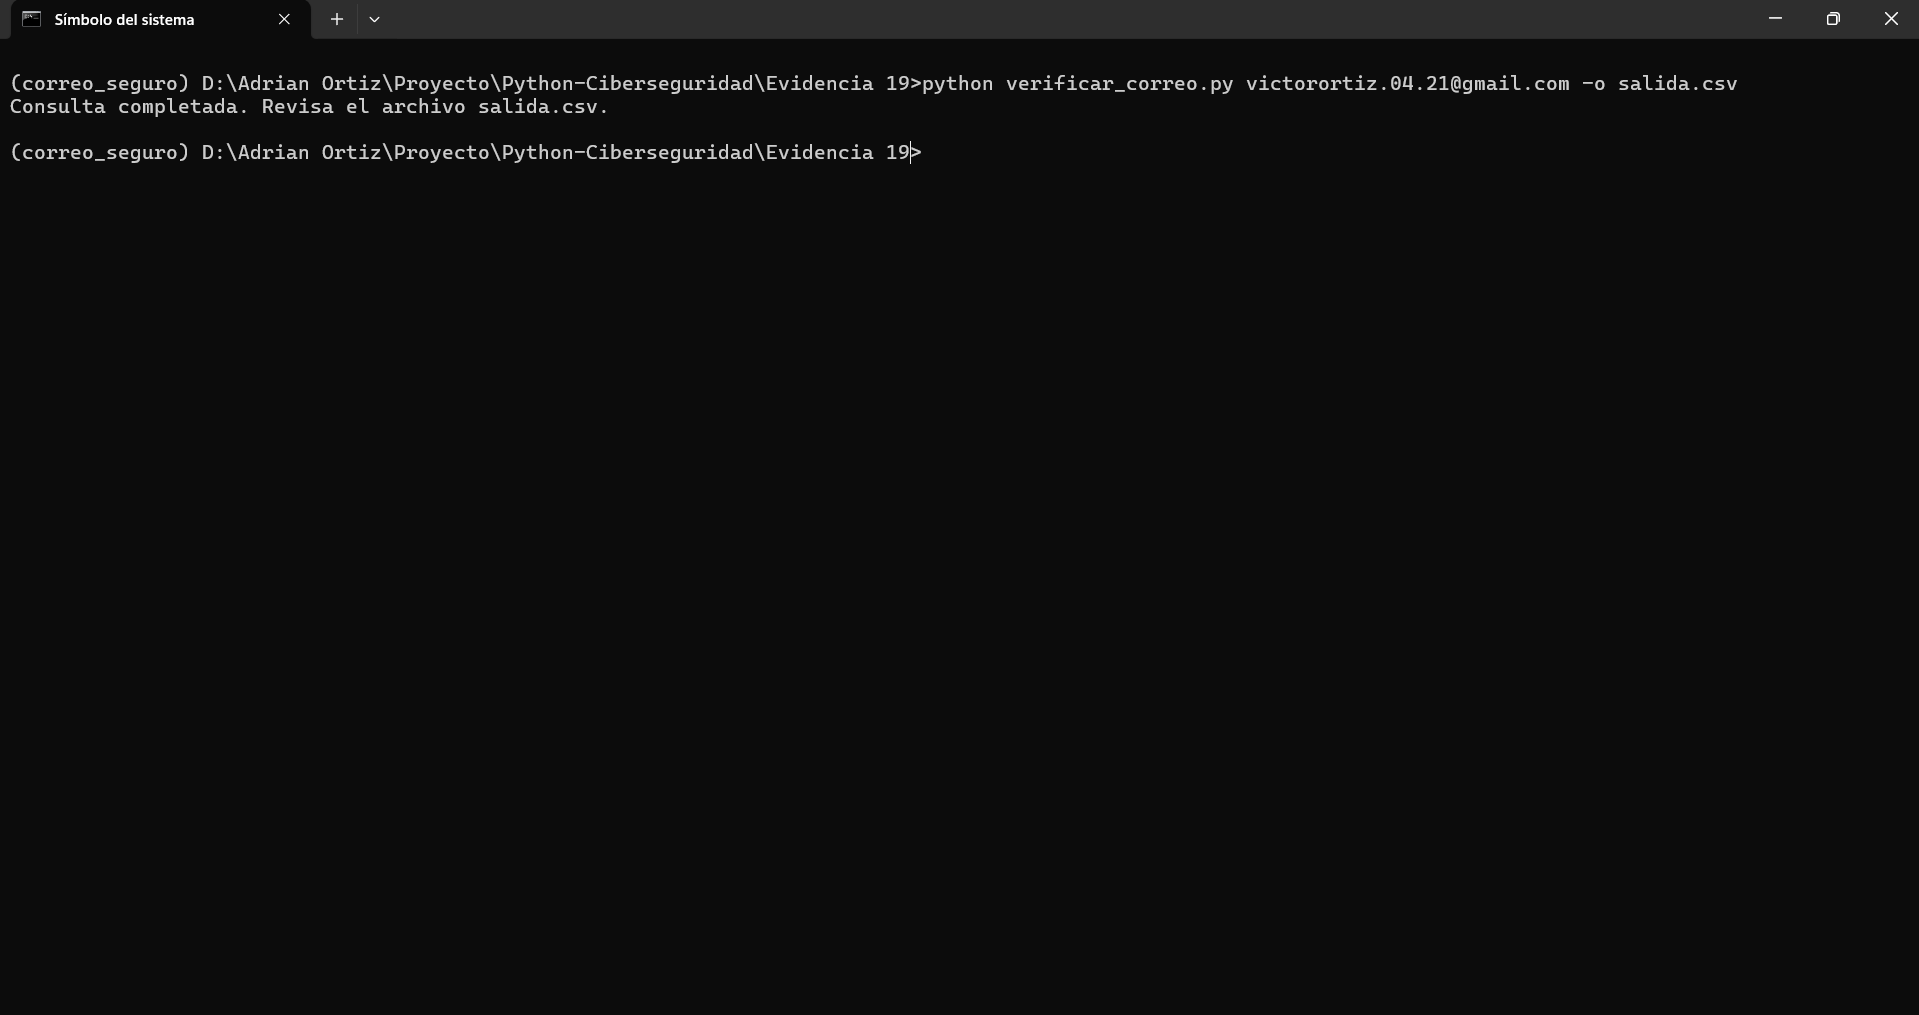 Símbolo del sistema
(correo_seguro) D:\Adrian Ortiz\Proyecto\Python-Ciberseguridad\Evidencia 19>python verificar_correo.py victorortiz.04.21@gmail.com -o salida.csv
Consulta completada. Revisa el archivo salida.csv.
(correo_seguro) D:\Adrian Ortiz\Proyecto\Python-Ciberseguridad\Evidencia 19>